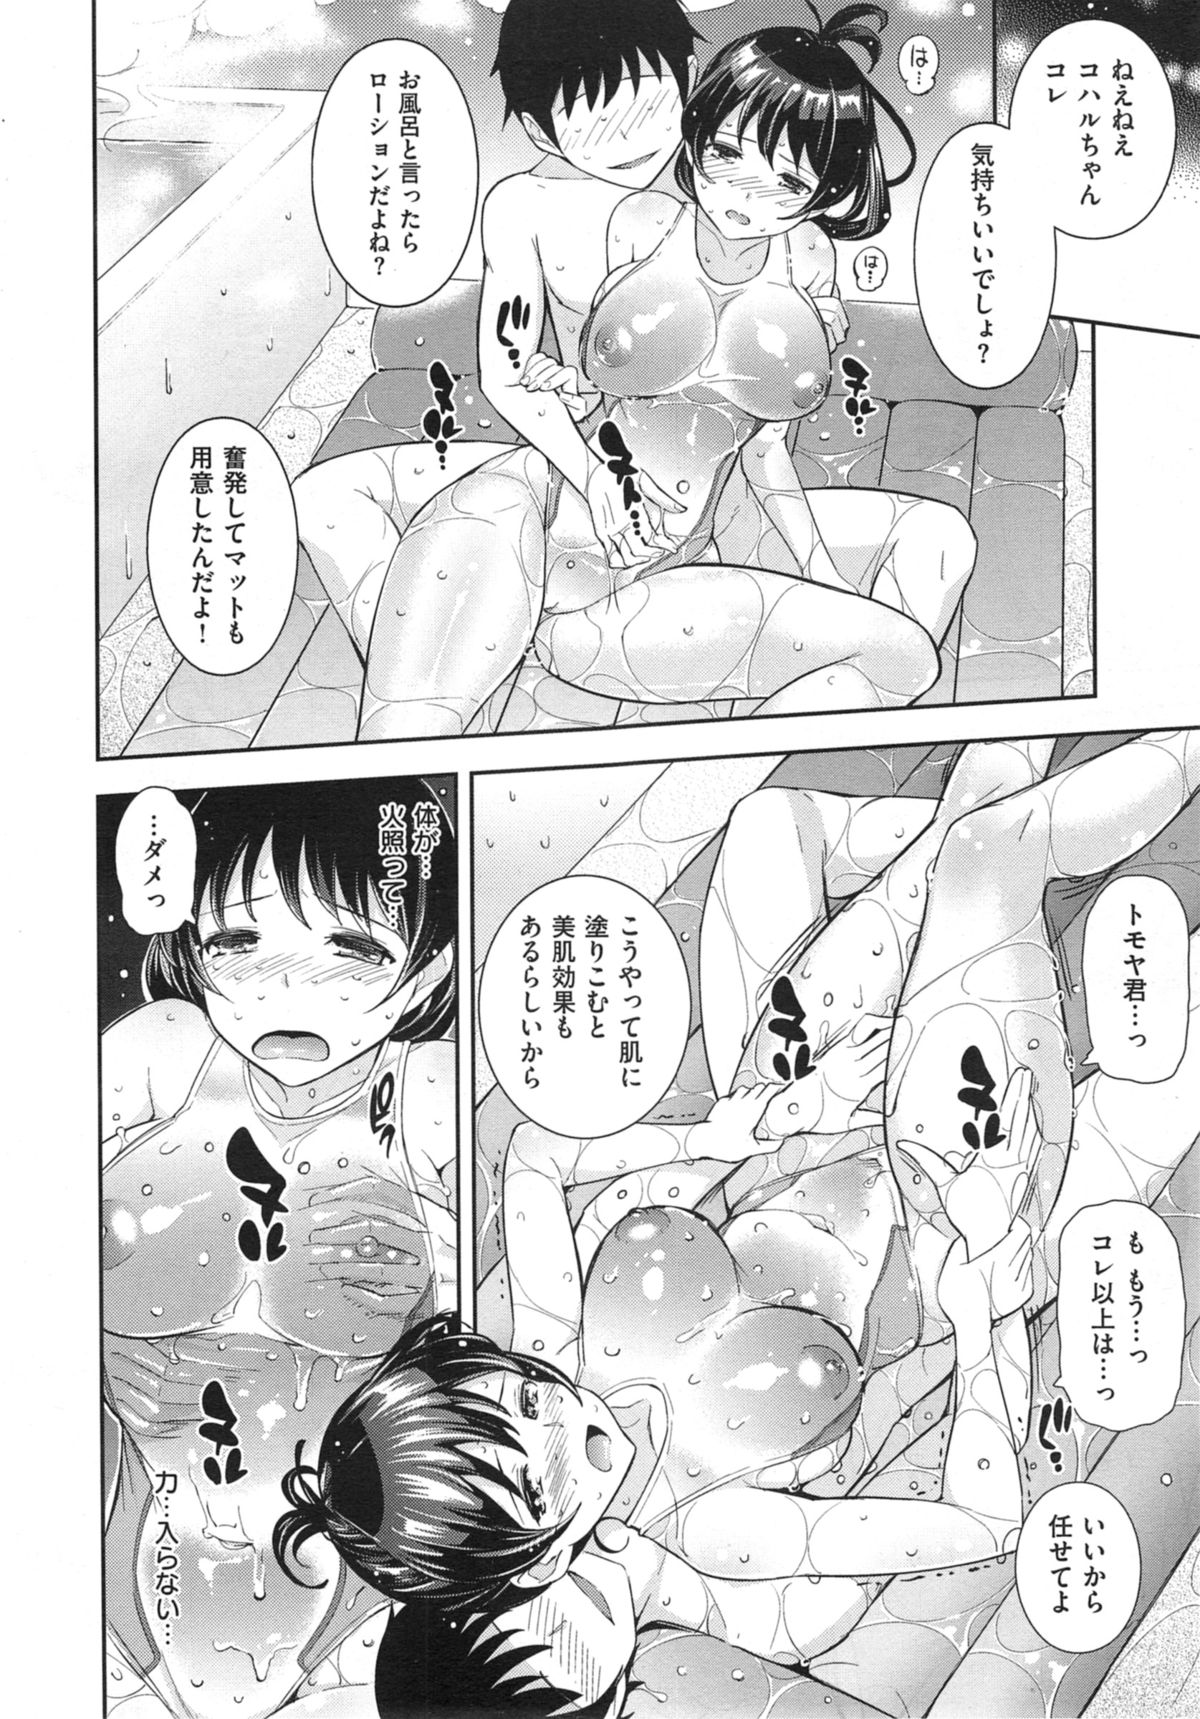 ねえねえ
コハルちゃん
コレ
気持ちいいでしょ?
は…
は…
お風呂と言ったら
ローションだよね?
奮発してマットも
用意したんだよ!
トモヤ君…っ
も もう…っ
コレ以上は…っ
いいから
任せてよ
こうやって肌に
塗りこむと
美肌効果も
あるらしいから
体が…
火照って…
…ダメっ
力…入らない…